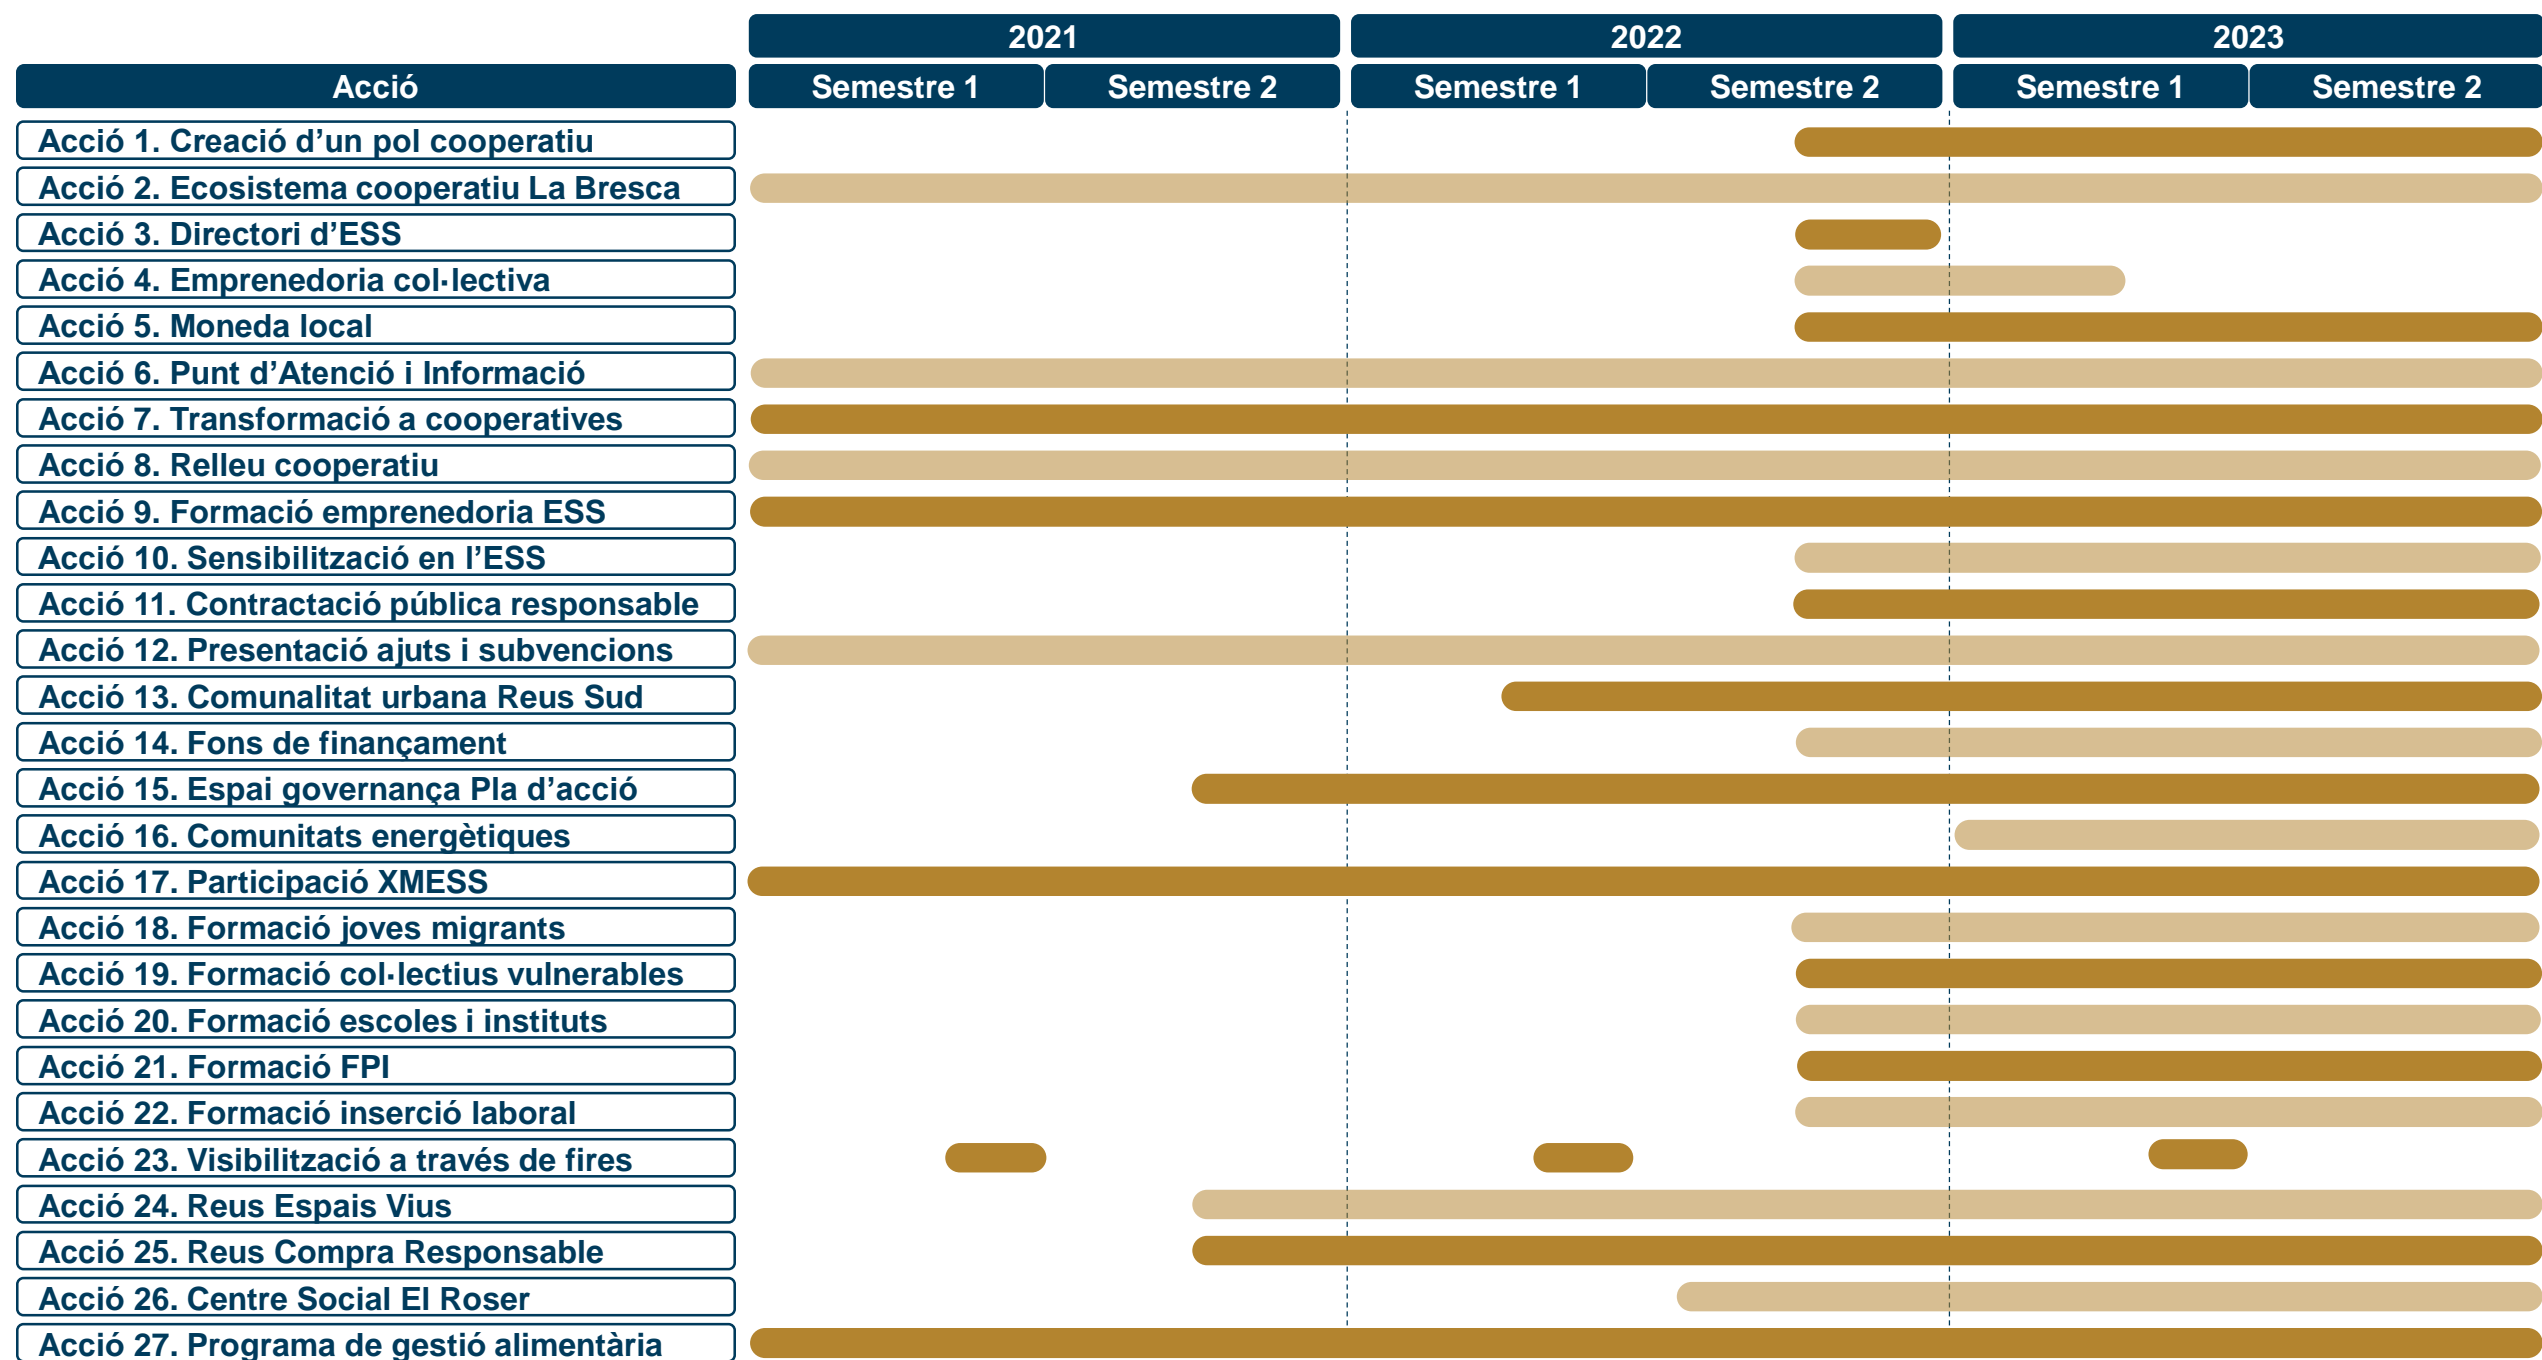 2021 2022 2023
Acció Semestre 1 Semestre 2 Semestre 1 Semestre 2 Semestre 1 Semestre 2
Acció 1. Creació d’un pol cooperatiu
Acció 2. Ecosistema cooperatiu La Bresca
Acció 3. Directori d’ESS
Acció 4. Emprenedoria col·lectiva
Acció 5. Moneda local
Acció 6. Punt d’Atenció i Informació
Acció 7. Transformació a cooperatives
Acció 8. Relleu cooperatiu
Acció 9. Formació emprenedoria ESS
Acció 10. Sensibilització en l’ESS
Acció 11. Contractació pública responsable
Acció 12. Presentació ajuts i subvencions
Acció 13. Comunalitat urbana Reus Sud
Acció 14. Fons de finançament
Acció 15. Espai governança Pla d’acció
Acció 16. Comunitats energètiques
Acció 17. Participació XMESS
Acció 18. Formació joves migrants
Acció 19. Formació col·lectius vulnerables
Acció 20. Formació escoles i instituts
Acció 21. Formació FPI
Acció 22. Formació inserció laboral
Acció 23. Visibilització a través de fires
Acció 24. Reus Espais Vius
Acció 25. Reus Compra Responsable
Acció 26. Centre Social El Roser
Acció 27. Programa de gestió alimentària